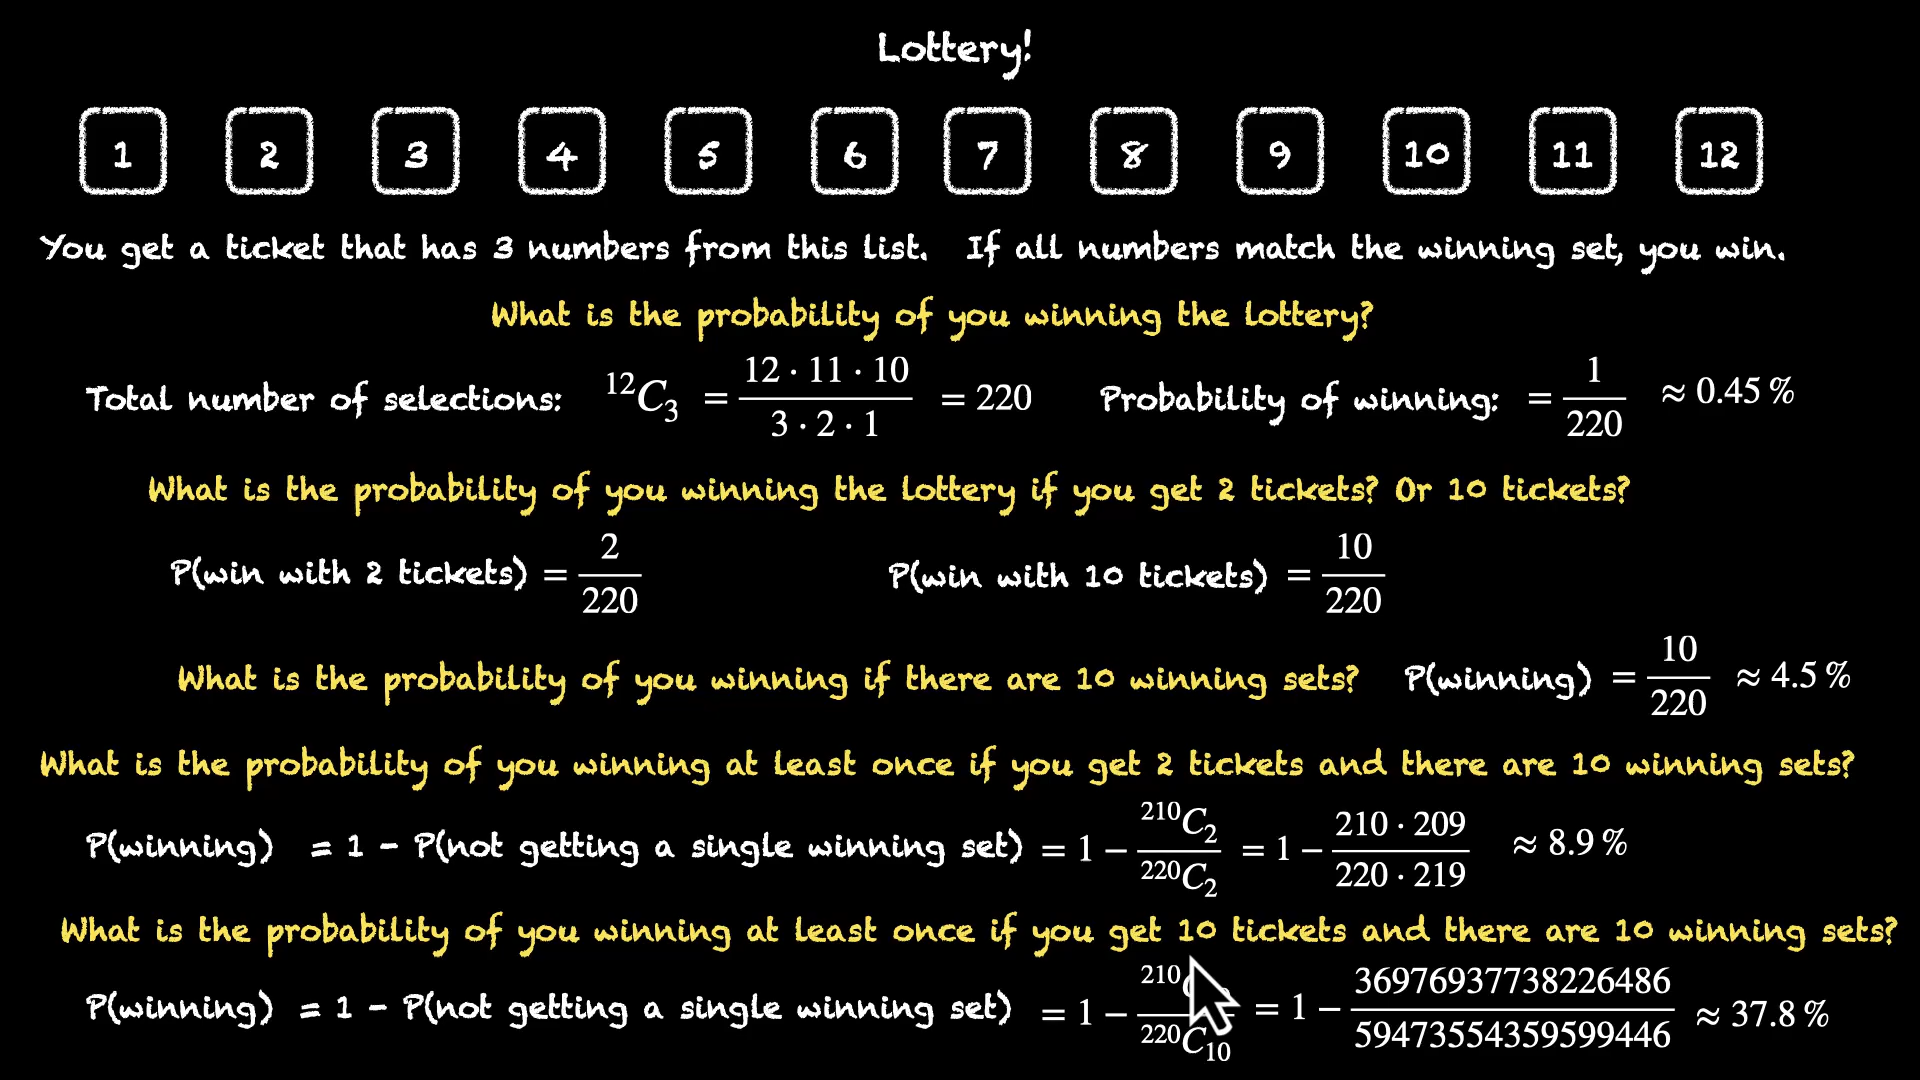 Lottery!
1 2 3 4 5 6 7 8 9 10 11 12
You get a ticket that has 3 numbers from this list. If all numbers match the winning set, you win.
What is the probability of you winning the lottery?
Total number of selections: ¹²C₃ = (12 · 11 · 10)/(3 · 2 · 1) = 220 Probability of winning: = 1/220 ≈ 0.45 %
What is the probability of you winning the lottery if you get 2 tickets? Or 10 tickets?
P(win with 2 tickets) = 2/220 P(win with 10 tickets) = 10/220
What is the probability of you winning if there are 10 winning sets? P(winning) = 10/220 ≈ 4.5 %
What is the probability of you winning at least once if you get 2 tickets and there are 10 winning sets?
P(winning) = 1 - P(not getting a single winning set) = 1 − ²¹⁰C₂/²²⁰C₂ = 1 − (210 · 209)/(220 · 219) ≈ 8.9 %
What is the probability of you winning at least once if you get 10 tickets and there are 10 winning sets?
P(winning) = 1 - P(not getting a single winning set) = 1 − ²¹⁰/²²⁰C₁₀ = 1 − 36976937738226486/59473554359599446 ≈ 37.8 %